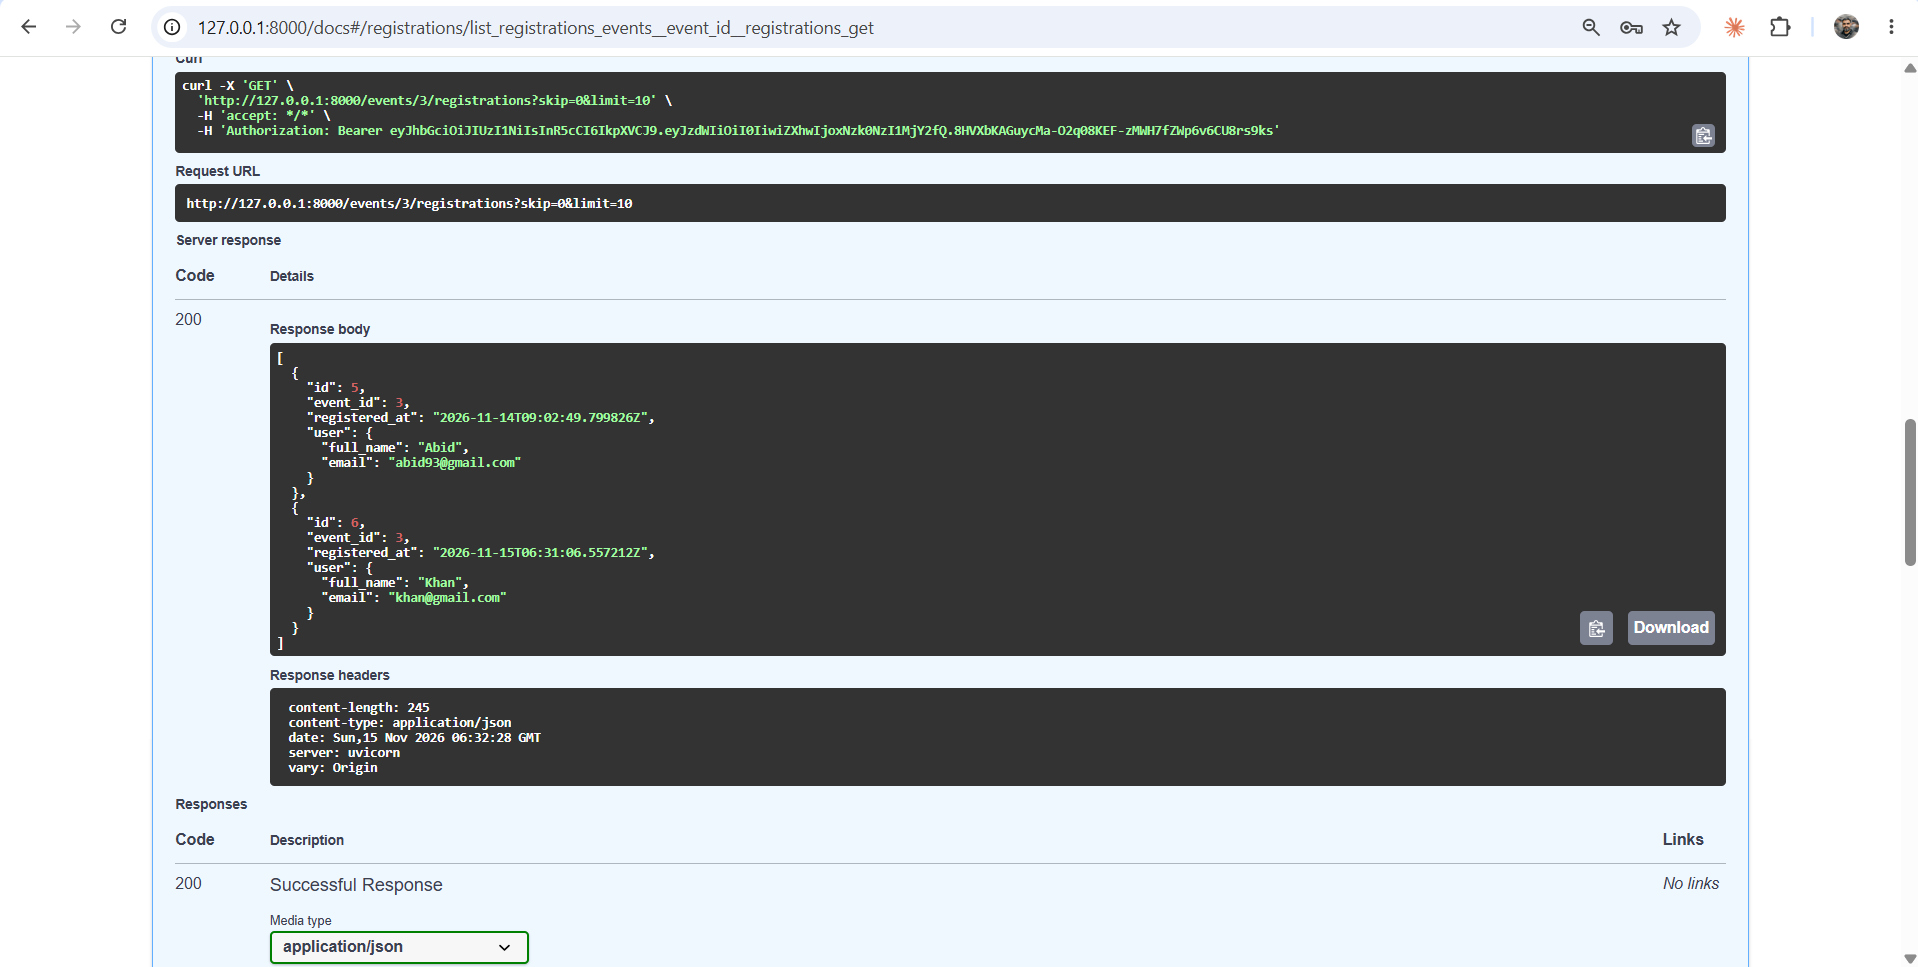 127.0.0.1:8000/docs#/registrations/list_registrations_events__event_id__registrations_get
Curl
curl -X 'GET' \
'http://127.0.0.1:8000/events/3/registrations?skip=0&limit=10' \
-H 'accept: */*' \
-H 'Authorization: Bearer eyJhbGciOiJIUzI1NiIsInR5cCI6IkpXVCJ9.eyJzdWIiOiI0IiwiZXhwIjoxNzk0NzI1MjY2fQ.8HVXbKAGuycMa-O2q08KEF-zMWH7fZWp6v6CU8rs9ks'
Request URL
http://127.0.0.1:8000/events/3/registrations?skip=0&limit=10
Server response
Code Details
200
Response body
[
{
"id": 5,
"event_id": 3,
"registered_at": "2026-11-14T09:02:49.799826Z",
"user": {
"full_name": "Abid",
"email": "abid93@gmail.com"
}
},
{
"id": 6,
"event_id": 3,
"registered_at": "2026-11-15T06:31:06.557212Z",
"user": {
"full_name": "Khan",
"email": "khan@gmail.com"
}
}
]
Download
Response headers
content-length: 245
content-type: application/json
date: Sun,15 Nov 2026 06:32:28 GMT
server: uvicorn
vary: Origin
Responses
Code Description Links
200 Successful Response No links
Media type
application/json